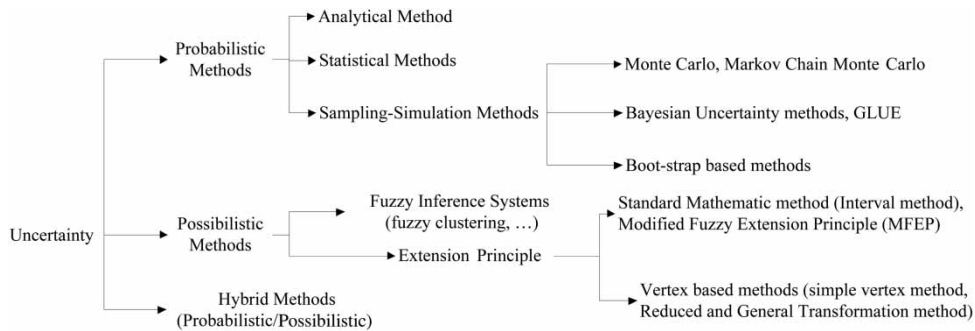 Uncertainty
Probabilistic
Methods
Analytical Method
Statistical Methods
Sampling-Simulation Methods
Monte Carlo, Markov Chain Monte Carlo
Bayesian Uncertainty methods, GLUE
Boot-strap based methods
Possibilistic
Methods
Fuzzy Inference Systems
(fuzzy clustering, …)
Extension Principle
Standard Mathematic method (Interval method),
Modified Fuzzy Extension Principle (MFEP)
Vertex based methods (simple vertex method,
Reduced and General Transformation method)
Hybrid Methods
(Probabilistic/Possibilistic)